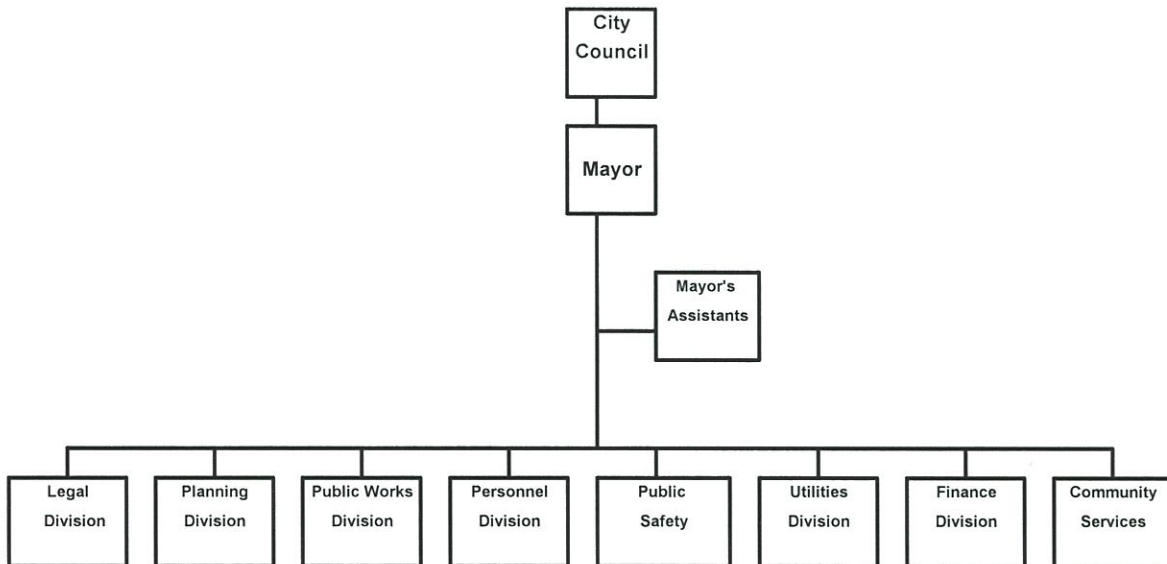 City
Council
Mayor
Mayor's
Assistants
Legal
Division
Planning
Division
Public Works
Division
Personnel
Division
Public
Safety
Utilities
Division
Finance
Division
Community
Services